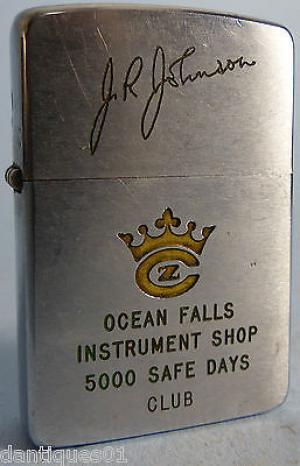 J.R. Johnson
CZ
OCEAN FALLS
INSTRUMENT SHOP
5000 SAFE DAYS
CLUB
dantiques01